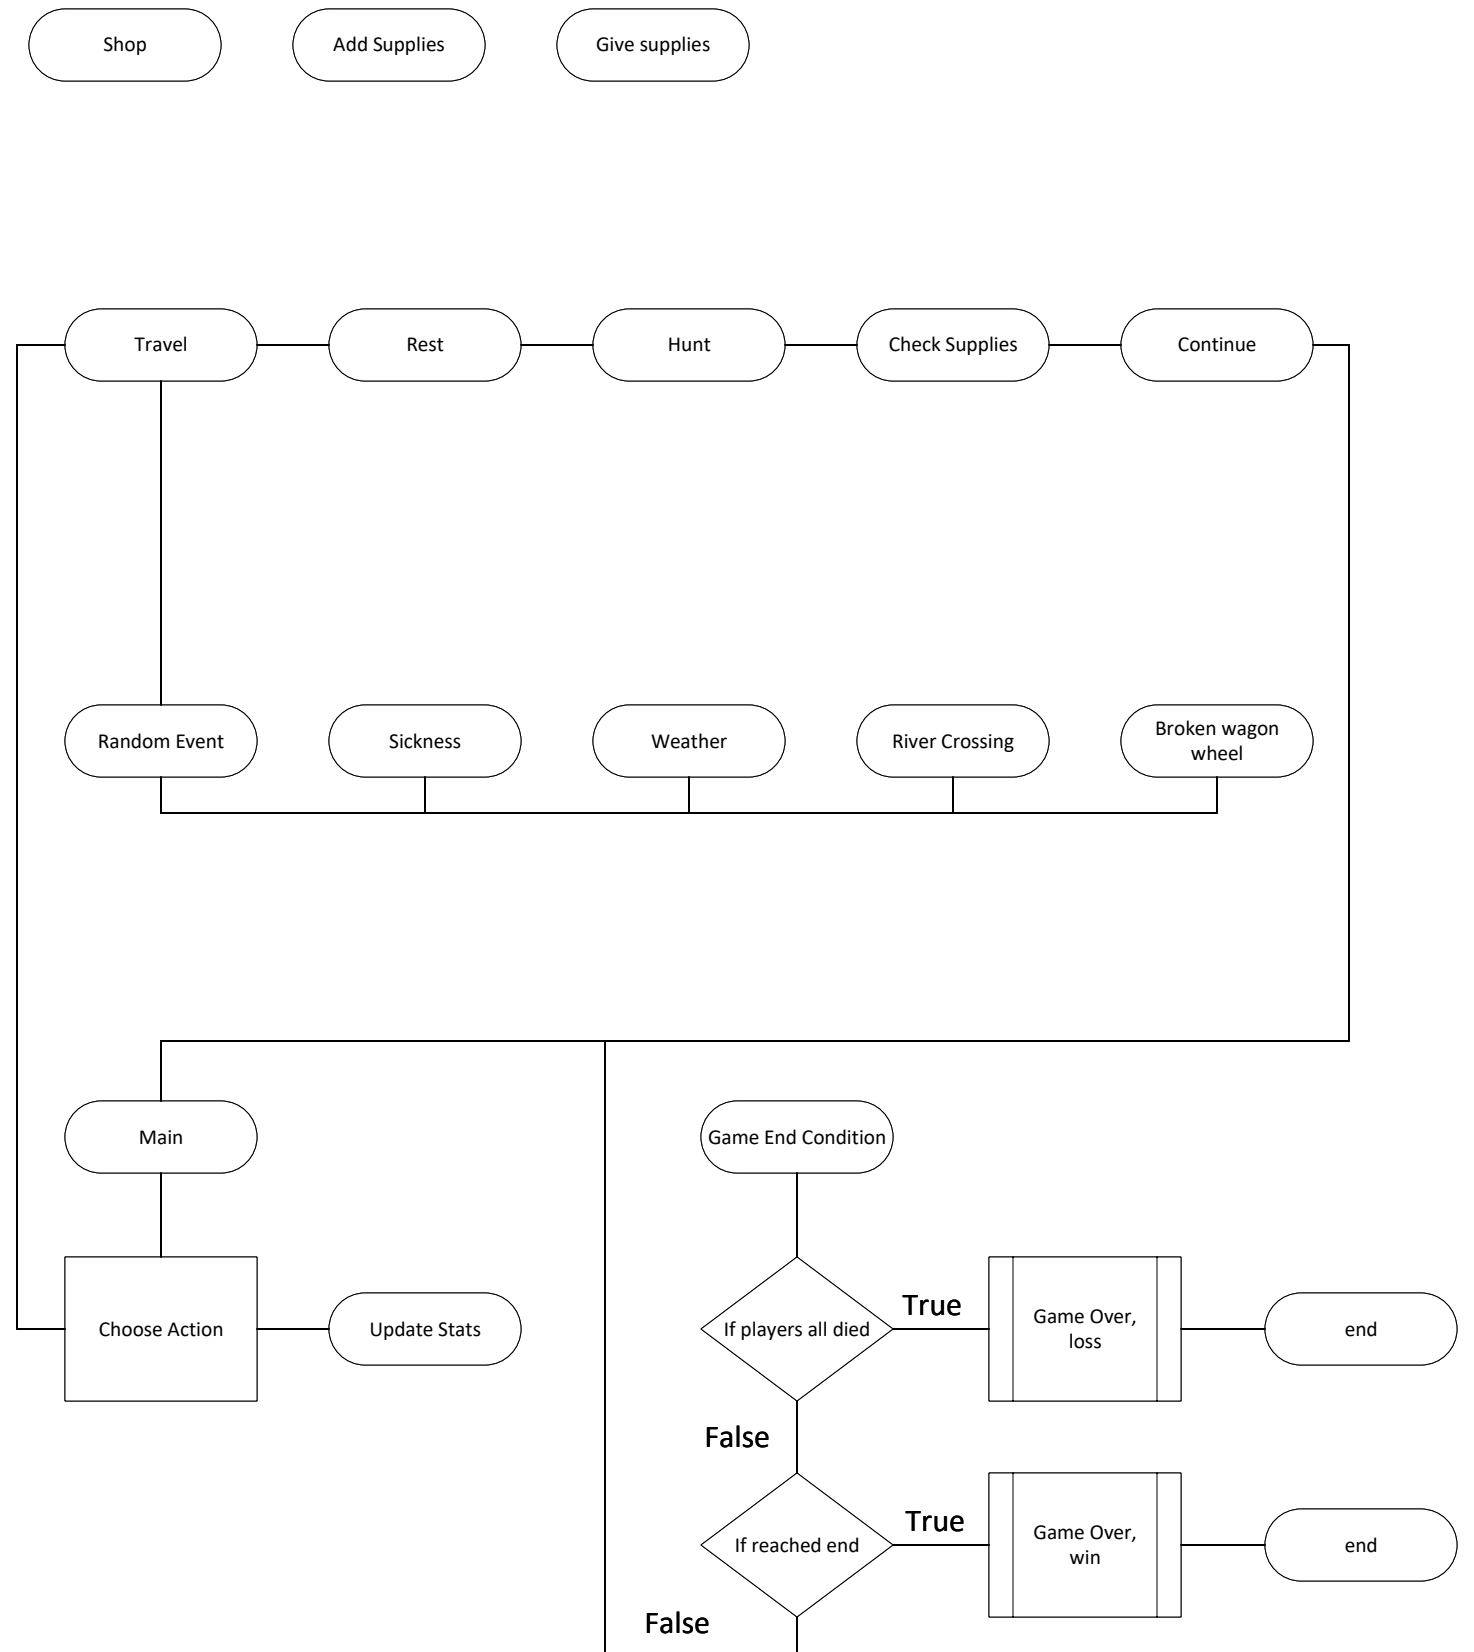 Shop
Add Supplies
Give supplies
Travel
Rest
Hunt
Check Supplies
Continue
Random Event
Sickness
Weather
River Crossing
Broken wagon
wheel
Main
Game End Condition
Choose Action
Update Stats
If players all died
True
Game Over,
loss
end
False
If reached end
True
Game Over,
win
end
False